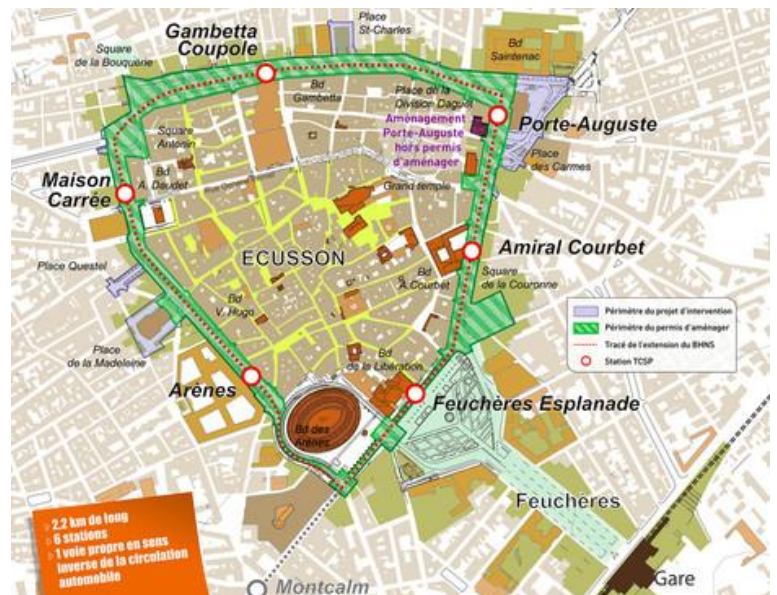 Gambetta
Coupole
Place
St-Charles
Bd
Saintenac
Square
de la Bouquerie
Bd
Gambetta
Place de la
Division Daguet
Porte-Auguste
Aménagement
Porte-Auguste
hors permis
d'aménager
Place
des Carmes
Square
Antonin
Bd
A. Daudet
Maison
Carrée
Grand temple
ECUSSON
Amiral Courbet
Place Questel
Bd
A.Courbet
Square
de la Couronne
Bd
V. Hugo
Périmètre du projet d'intervention
Périmètre du permis d'aménager
Tracé de l'extension du BHNS
Station TCSP
Place
de la Madeleine
Bd
de la Libération
Arènes
Feuchères Esplanade
Bd des
Arènes
Feuchères
2,2 km de long
6 stations
1 voie propre en sens
inverse de la circulation
automobile
Montcalm
Gare